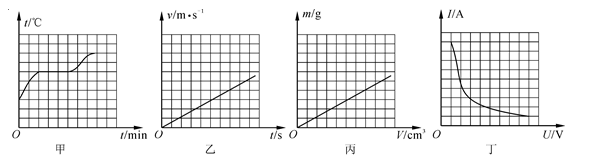 t/℃
O
t/min
甲
v/m·s⁻¹
O
t/s
乙
m/g
O
V/cm³
丙
I/A
O
U/V
丁